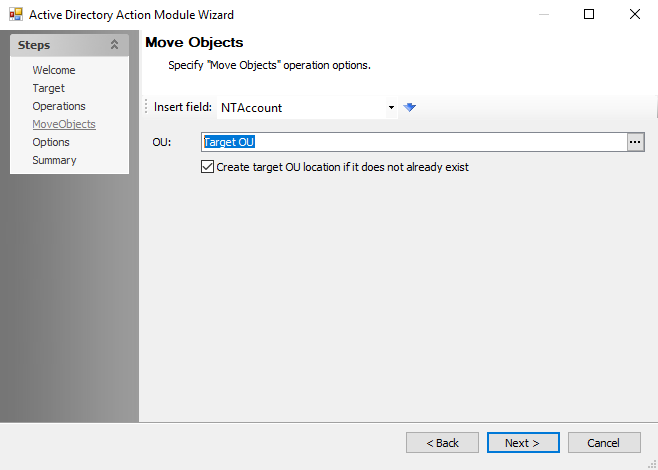 Active Directory Action Module Wizard
Steps
Welcome
Target
Operations
MoveObjects
Options
Summary
Move Objects
Specify "Move Objects" operation options.
Insert field: NTAccount
OU: Target OU ...
Create target OU location if it does not already exist
< Back Next > Cancel